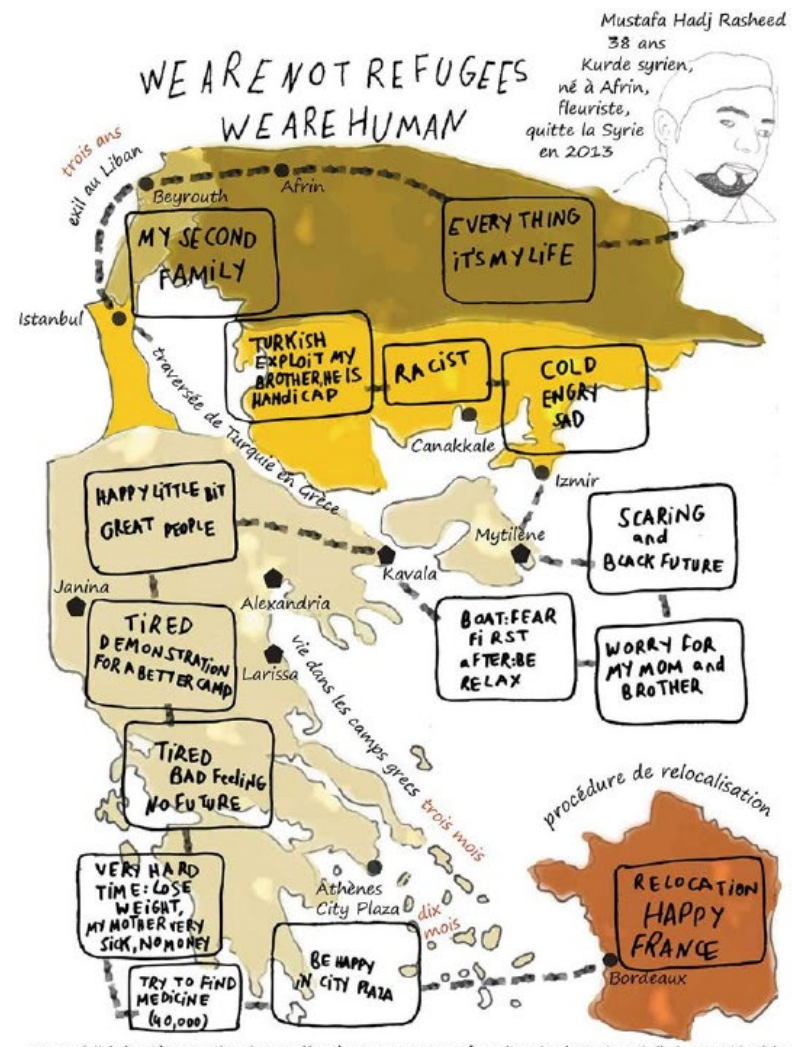 Mustafa Hadj Rasheed
38 ans
Kurde syrien,
né à Afrin,
fleuriste,
quitte la Syrie
en 2013
WE ARE NOT REFUGEES
WE ARE HUMAN
trois ans
exil au Liban
Beyrouth
Afrin
MY SECOND
FAMILY
EVERY THING
IT'S MY LIFE
Istanbul
TURKISH
EXPLOIT MY
BROTHER, HE IS
HANDICAP
RACIST
COLD
ENGRY
SAD
traversée de Turquie en Grèce
Canakkale
Izmir
HAPPY LITTLE BIT
GREAT PEOPLE
Mytilène
SCARING
and
BLACK FUTURE
Kavala
Janina
Alexandria
TIRED
DEMONSTRATION
FOR A BETTER CAMP
BOAT: FEAR
FIRST
AFTER: BE
RELAX
WORRY FOR
MY MOM and
BROTHER
Larissa
vie dans les camps grecs trois mois
TIRED
BAD FEELING
NO FUTURE
procédure de relocalisation
VERY HARD
TIME: LOSE
WEIGHT,
MY MOTHER VERY
SICK, NO MONEY
Athènes
City Plaza
dix
mois
RELOCATION
HAPPY
FRANCE
TRY TO FIND
MEDICINE
(40,000)
BE HAPPY
IN CITY PLAZA
Bordeaux